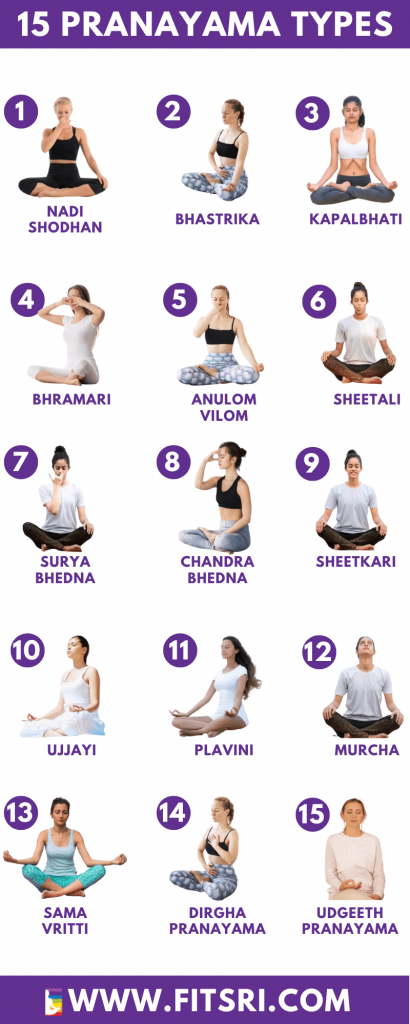 15 PRANAYAMA TYPES
1
NADI
SHODHAN
2
BHASTRIKA
3
KAPALBHATI
4
BHRAMARI
5
ANULOM
VILOM
6
SHEETALI
7
SURYA
BHEDNA
8
CHANDRA
BHEDNA
9
SHEETKARI
10
UJJAYI
11
PLAVINI
12
MURCHA
13
SAMA
VRITTI
14
DIRGHA
PRANAYAMA
15
UDGEETH
PRANAYAMA
WWW.FITSRI.COM